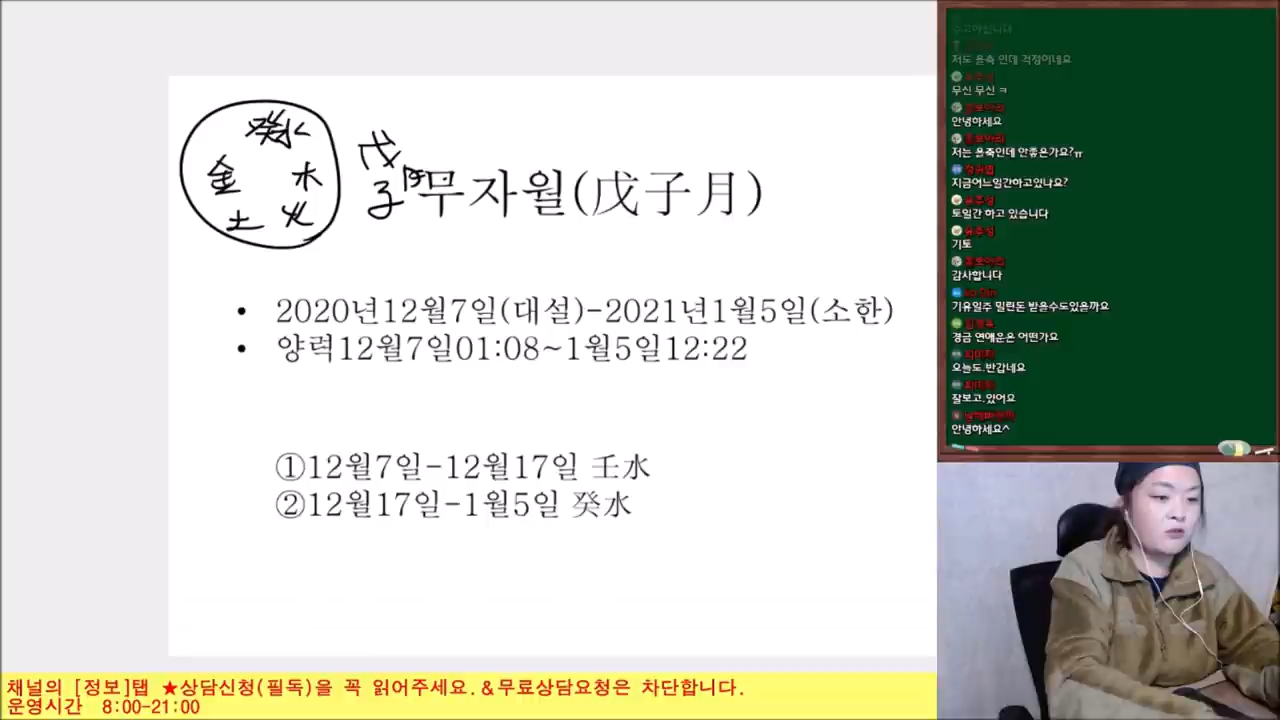 癸水
金 木
土 火
戊
子月
무자월(戊子月)
• 2020년12월7일(대설)-2021년1월5일(소한)
• 양력12월7일01:08~1월5일12:22
①12월7일-12월17일 壬水
②12월17일-1월5일 癸水
저도 을축 인데 걱정이네요
무신 무신 ㅋ
안녕하세요
저는 을축인데 안좋은가요?ㅠ
지금어느일간하고있나요?
토일간 하고 있습니다
기토
감사합니다
기유일주 밀린돈 받을수도있을까요
경금 연애운은 어떤가요
오늘도.반갑네요
잘보고.있어요
안녕하세요^
채널의 [정보]탭 ★상담신청(필독)을 꼭 읽어주세요.&무료상담요청은 차단합니다.
운영시간 8:00-21:00